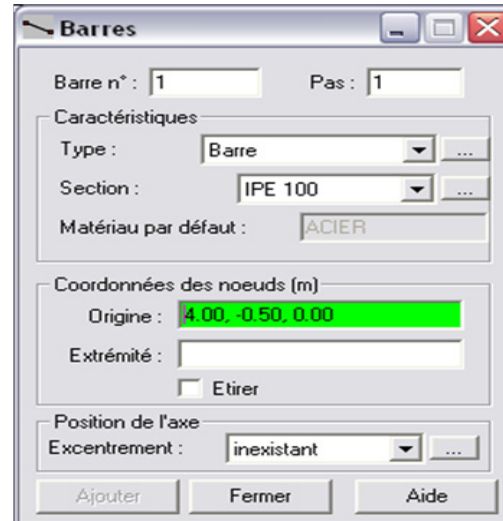 Barres
Barre n° : 1 Pas : 1
Caractéristiques
Type : Barre ...
Section : IPE 100 ...
Matériau par défaut : ACIER
Coordonnées des noeuds (m)
Origine : 4.00, -0.50, 0.00
Extrémité :
Etirer
Position de l'axe
Excentrement : inexistant ...
Ajouter Fermer Aide